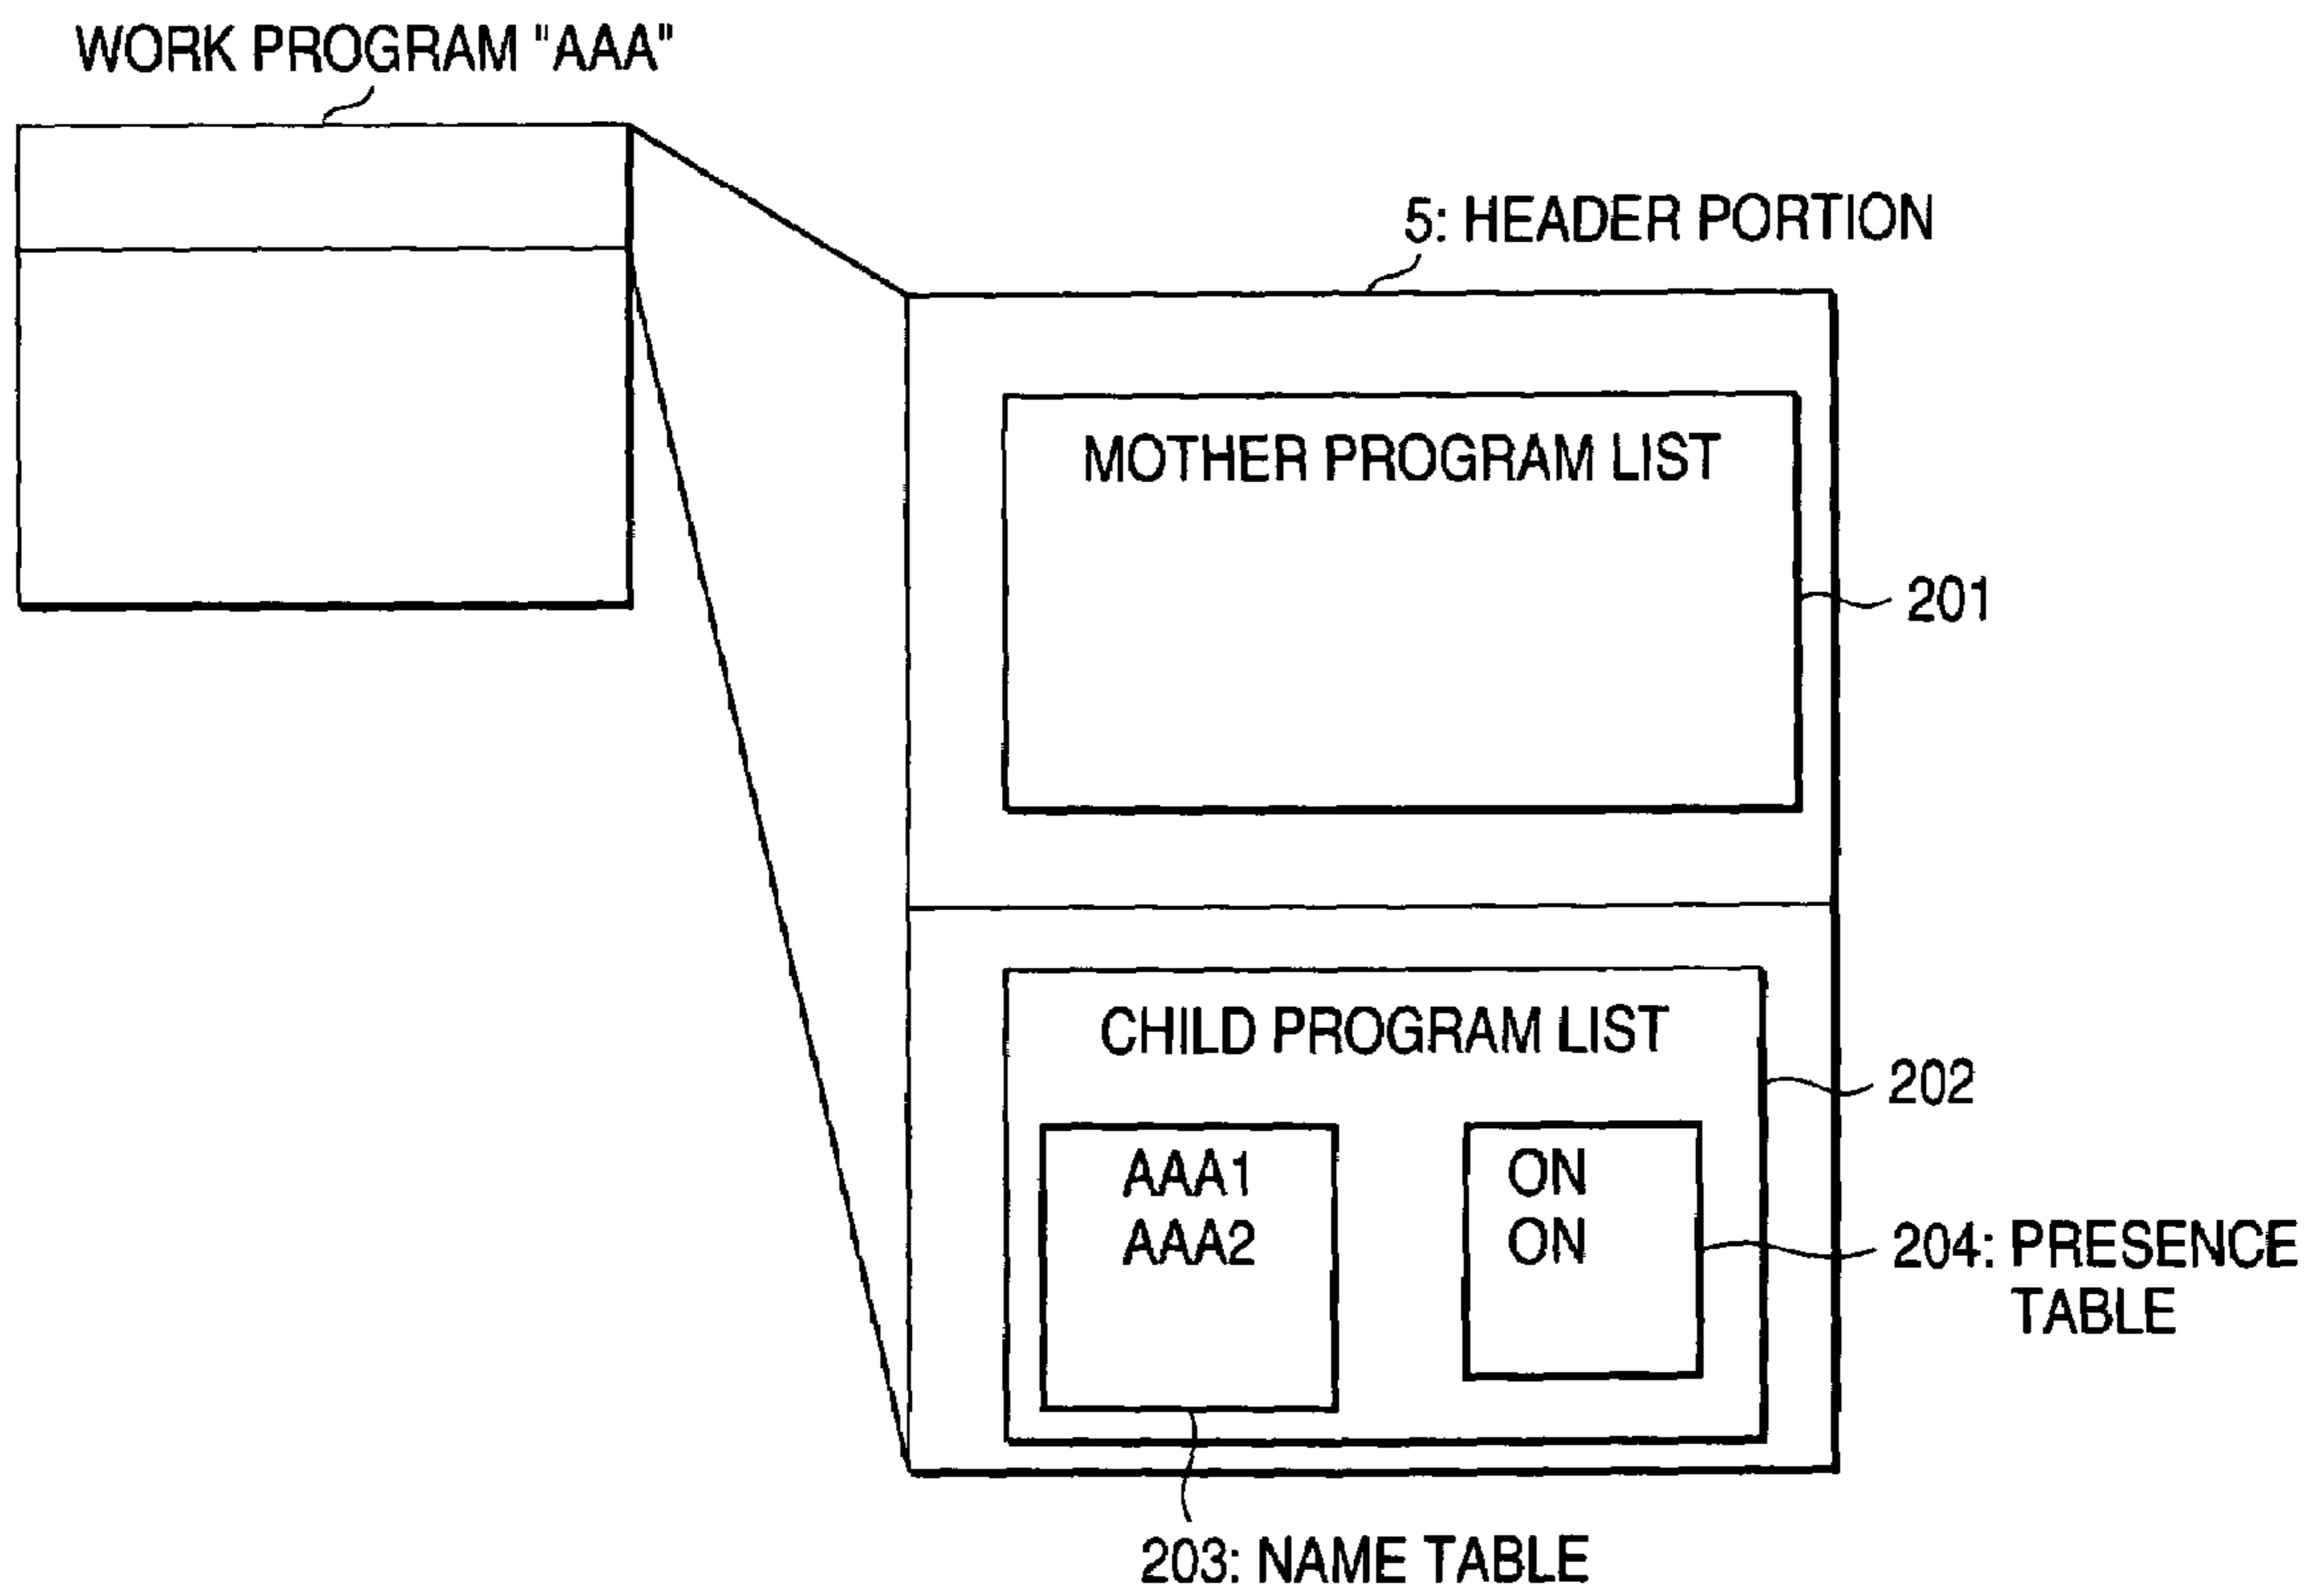 WORK PROGRAM "AAA"
5: HEADER PORTION
MOTHER PROGRAM LIST
201
CHILD PROGRAM LIST
202
AAA1
AAA2
ON
ON
204: PRESENCE
TABLE
203: NAME TABLE